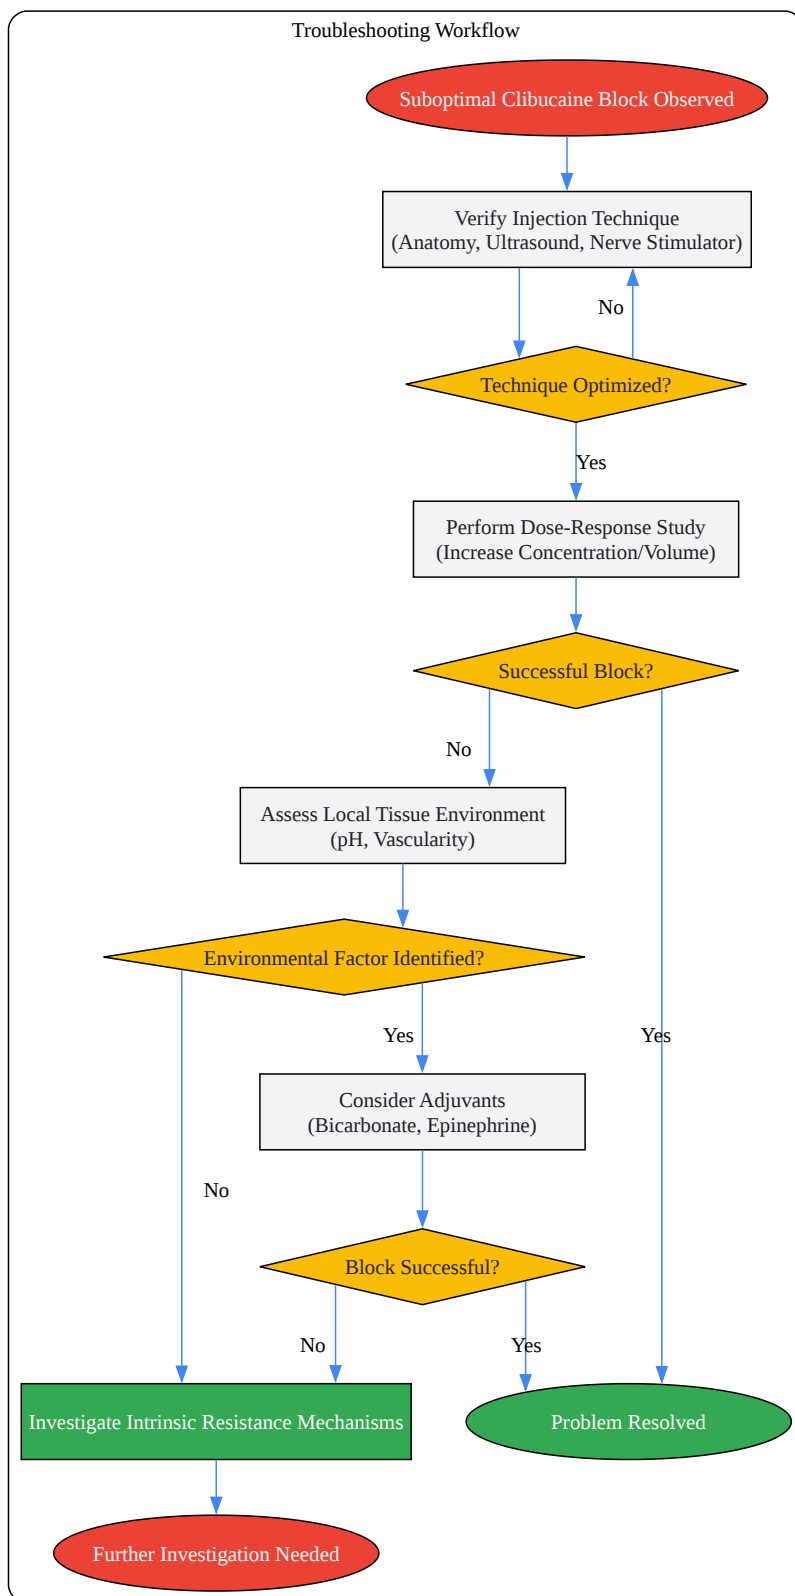 Troubleshooting Workflow
Suboptimal Clibucaine Block Observed
Verify Injection Technique
(Anatomy, Ultrasound, Nerve Stimulator)
No
Technique Optimized?
Yes
Perform Dose-Response Study
(Increase Concentration/Volume)
Successful Block?
No
Assess Local Tissue Environment
(pH, Vascularity)
Environmental Factor Identified?
Yes
Yes
Consider Adjuvants
(Bicarbonate, Epinephrine)
No
Block Successful?
No
Yes
Investigate Intrinsic Resistance Mechanisms
Problem Resolved
Further Investigation Needed